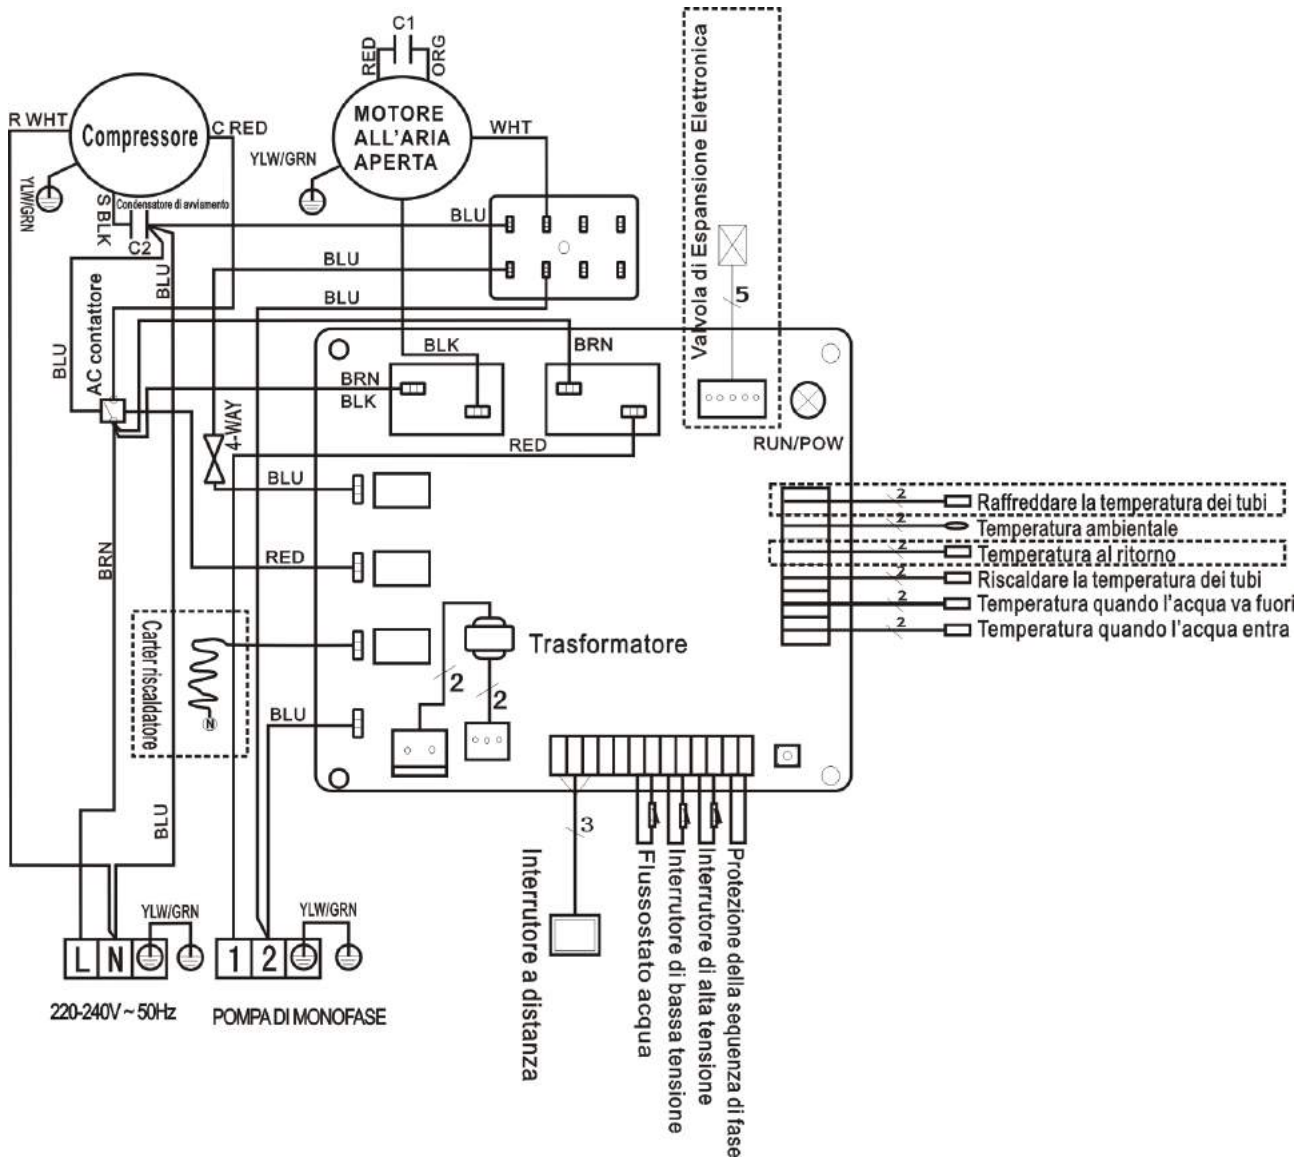 C1
RED
ORG
R WHT
Compressore
C RED
MOTORE
ALL'ARIA
APERTA
WHT
YLW/GRN
YLW/GRN
S BLK
Condensatore di avvismento
C2
BLU
BLU
BLU
BLU
BLU
AC contattore
Valvola di Espansione Elettronica
5
BLK
BRN
BRN
BLK
RED
4-WAY
RUN/POW
BLU
RED
BRN
2
Raffreddare la temperatura dei tubi
2
Temperatura ambientale
2
Temperatura al ritorno
2
Riscaldare la temperatura dei tubi
2
Temperatura quando l'acqua va fuori
2
Temperatura quando l'acqua entra
Carter riscaldatore
N
Trasformatore
2
2
BLU
BLU
3
Interrutore a distanza
Flussostato acqua
Interrutore di bassa tensione
Interrutore di alta tensione
Protezione della sequenza di fase
YLW/GRN
YLW/GRN
L N
1 2
220-240V ~ 50Hz
POMPA DI MONOFASE